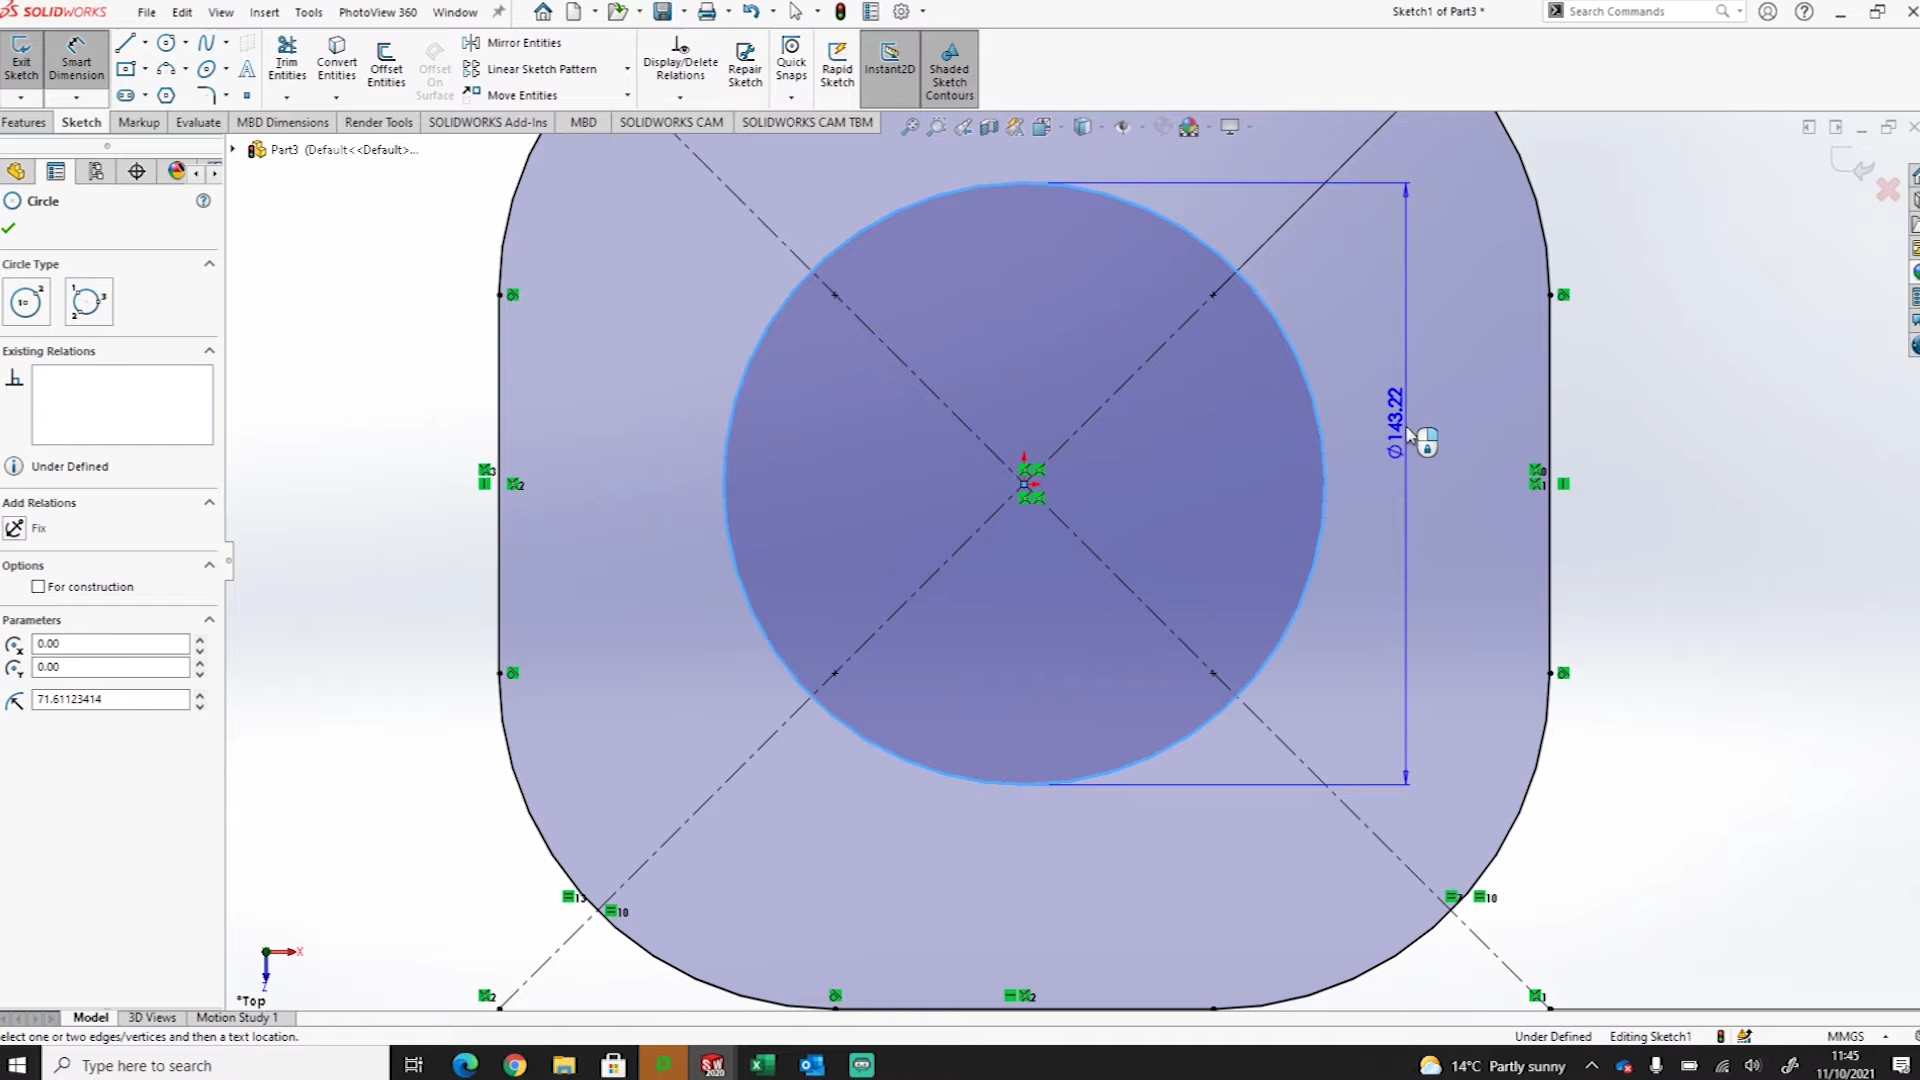 SOLIDWORKS File Edit View Insert Tools PhotoView 360 Window Sketch1 of Part3 * Search Commands
Exit Sketch
Smart Dimension
Trim Entities
Convert Entities
Offset Entities
Offset On Surface
Mirror Entities
Linear Sketch Pattern
Move Entities
Display/Delete Relations
Repair Sketch
Quick Snaps
Rapid Sketch
Instant2D
Shaded Sketch Contours
Features Sketch Markup Evaluate MBD Dimensions Render Tools SOLIDWORKS Add-Ins MBD SOLIDWORKS CAM SOLIDWORKS CAM TBM
Part3 (Default<<Default>...
Circle
Circle Type
Existing Relations
Under Defined
Add Relations
Fix
Options
For construction
Parameters
0.00
0.00
71.61123414
Ø143.22
*Top
Model 3D Views Motion Study 1
elect one or two edges/vertices and then a text location.
Under Defined Editing Sketch1 MMGS
Type here to search
14°C Partly sunny
11:45
11/10/2021